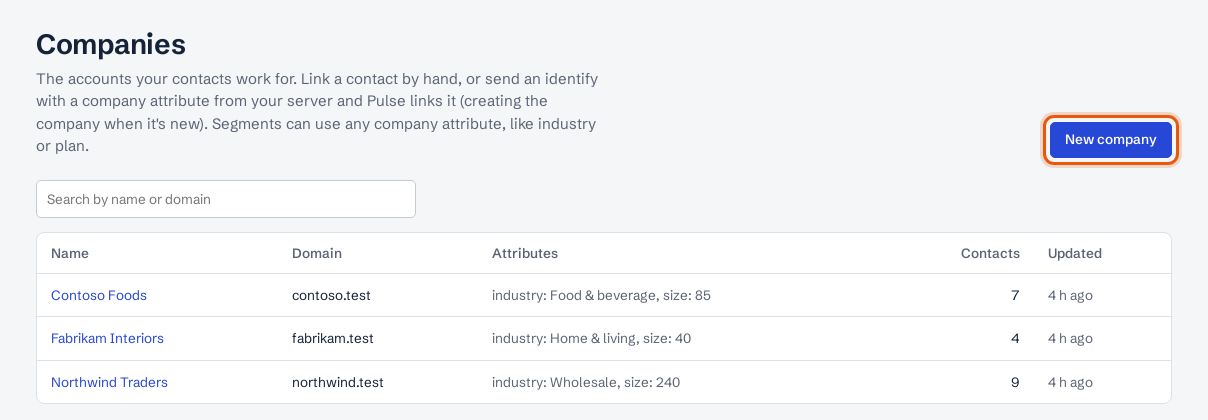 Companies
The accounts your contacts work for. Link a contact by hand, or send an identify
with a company attribute from your server and Pulse links it (creating the
company when it's new). Segments can use any company attribute, like industry
or plan.
New company
Search by name or domain
Name Domain Attributes Contacts Updated
Contoso Foods contoso.test industry: Food & beverage, size: 85 7 4 h ago
Fabrikam Interiors fabrikam.test industry: Home & living, size: 40 4 4 h ago
Northwind Traders northwind.test industry: Wholesale, size: 240 9 4 h ago